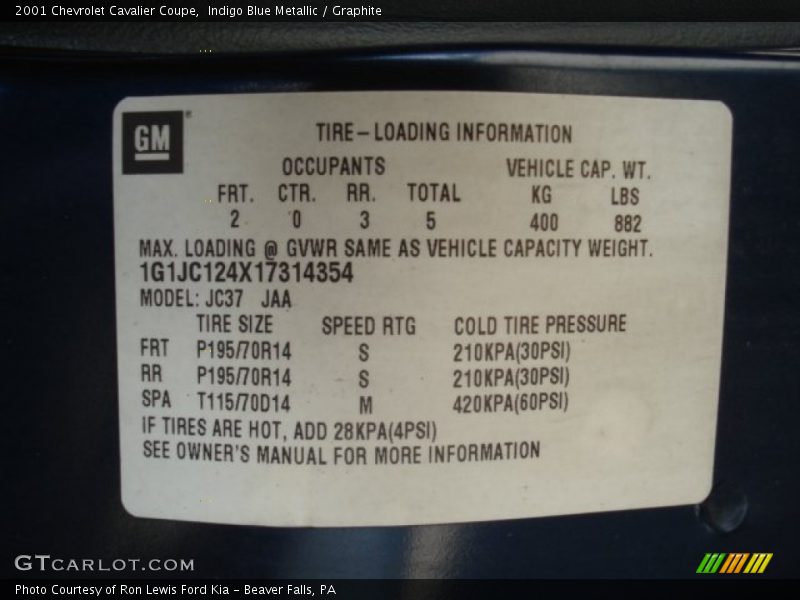 2001 Chevrolet Cavalier Coupe, Indigo Blue Metallic / Graphite
GM
TIRE-LOADING INFORMATION
OCCUPANTS VEHICLE CAP. WT.
FRT. CTR. RR. TOTAL KG LBS
2 0 3 5 400 882
MAX. LOADING @ GVWR SAME AS VEHICLE CAPACITY WEIGHT.
1G1JC124X17314354
MODEL: JC37 JAA
TIRE SIZE SPEED RTG COLD TIRE PRESSURE
FRT P195/70R14 S 210KPA(30PSI)
RR P195/70R14 S 210KPA(30PSI)
SPA T115/70D14 M 420KPA(60PSI)
IF TIRES ARE HOT, ADD 28KPA(4PSI)
SEE OWNER'S MANUAL FOR MORE INFORMATION
GTCARLOT.COM
Photo Courtesy of Ron Lewis Ford Kia - Beaver Falls, PA